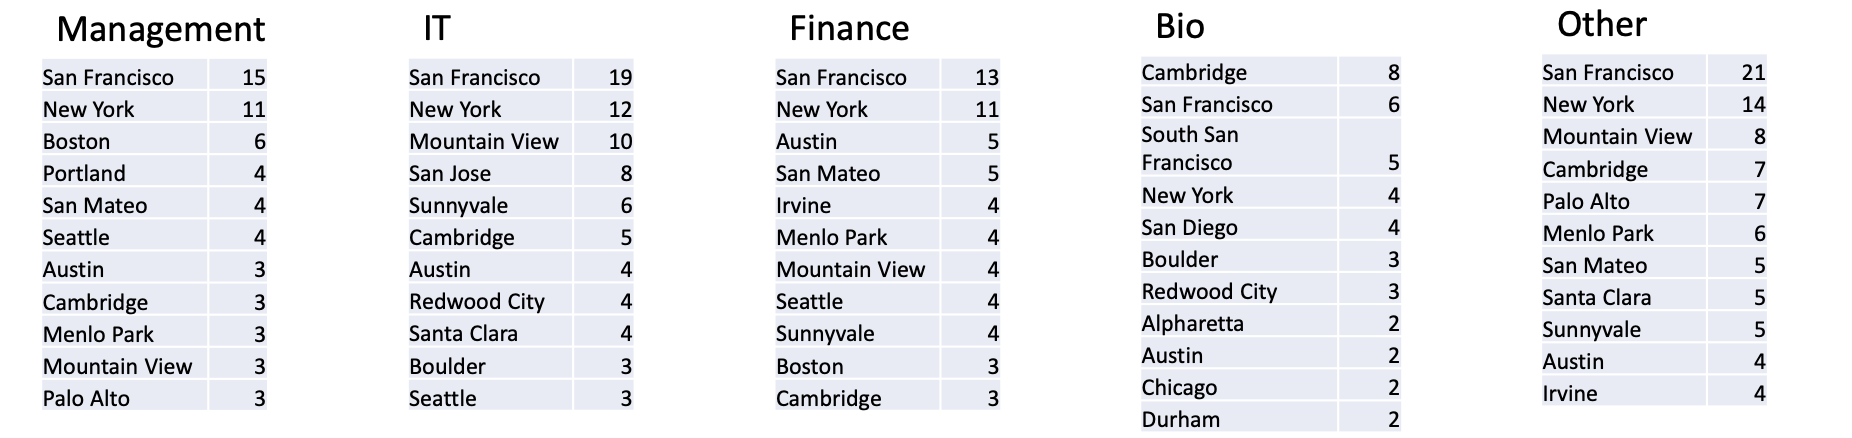 Management
San Francisco 15
New York 11
Boston 6
Portland 4
San Mateo 4
Seattle 4
Austin 3
Cambridge 3
Menlo Park 3
Mountain View 3
Palo Alto 3
IT
San Francisco 19
New York 12
Mountain View 10
San Jose 8
Sunnyvale 6
Cambridge 5
Austin 4
Redwood City 4
Santa Clara 4
Boulder 3
Seattle 3
Finance
San Francisco 13
New York 11
Austin 5
San Mateo 5
Irvine 4
Menlo Park 4
Mountain View 4
Seattle 4
Sunnyvale 4
Boston 3
Cambridge 3
Bio
Cambridge 8
San Francisco 6
South San
Francisco 5
New York 4
San Diego 4
Boulder 3
Redwood City 3
Alpharetta 2
Austin 2
Chicago 2
Durham 2
Other
San Francisco 21
New York 14
Mountain View 8
Cambridge 7
Palo Alto 7
Menlo Park 6
San Mateo 5
Santa Clara 5
Sunnyvale 5
Austin 4
Irvine 4